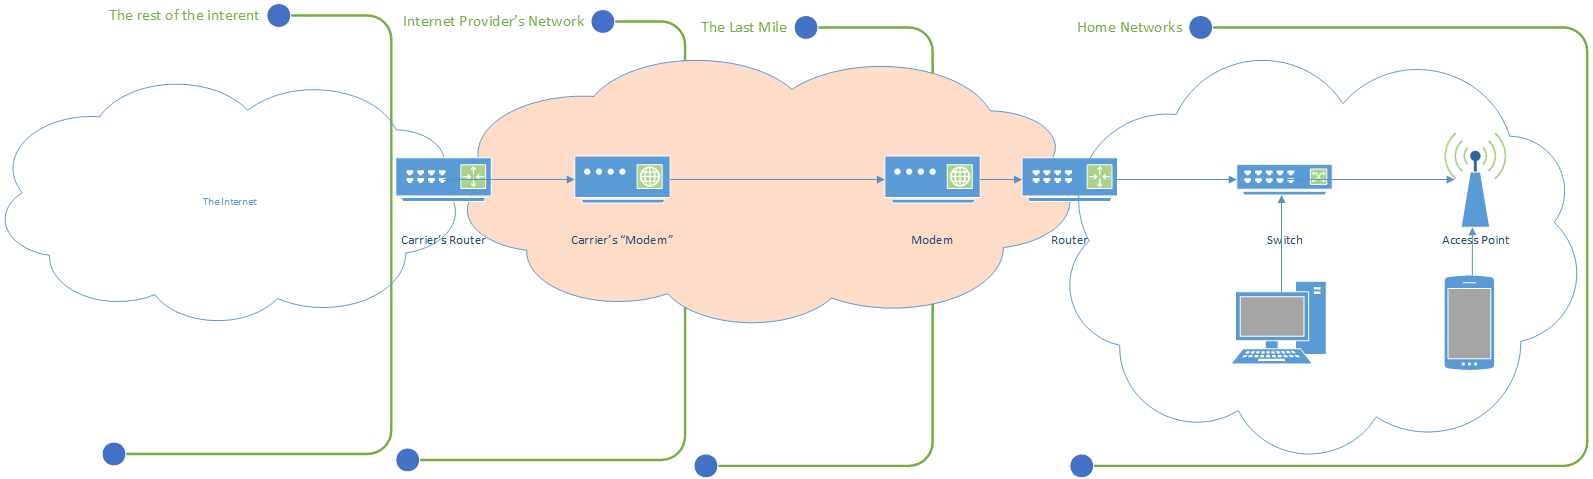 The rest of the interent
Internet Provider's Network
The Last Mile
Home Networks
The Internet
Carrier's Router
Carrier's “Modem”
Modem
Router
Switch
Access Point